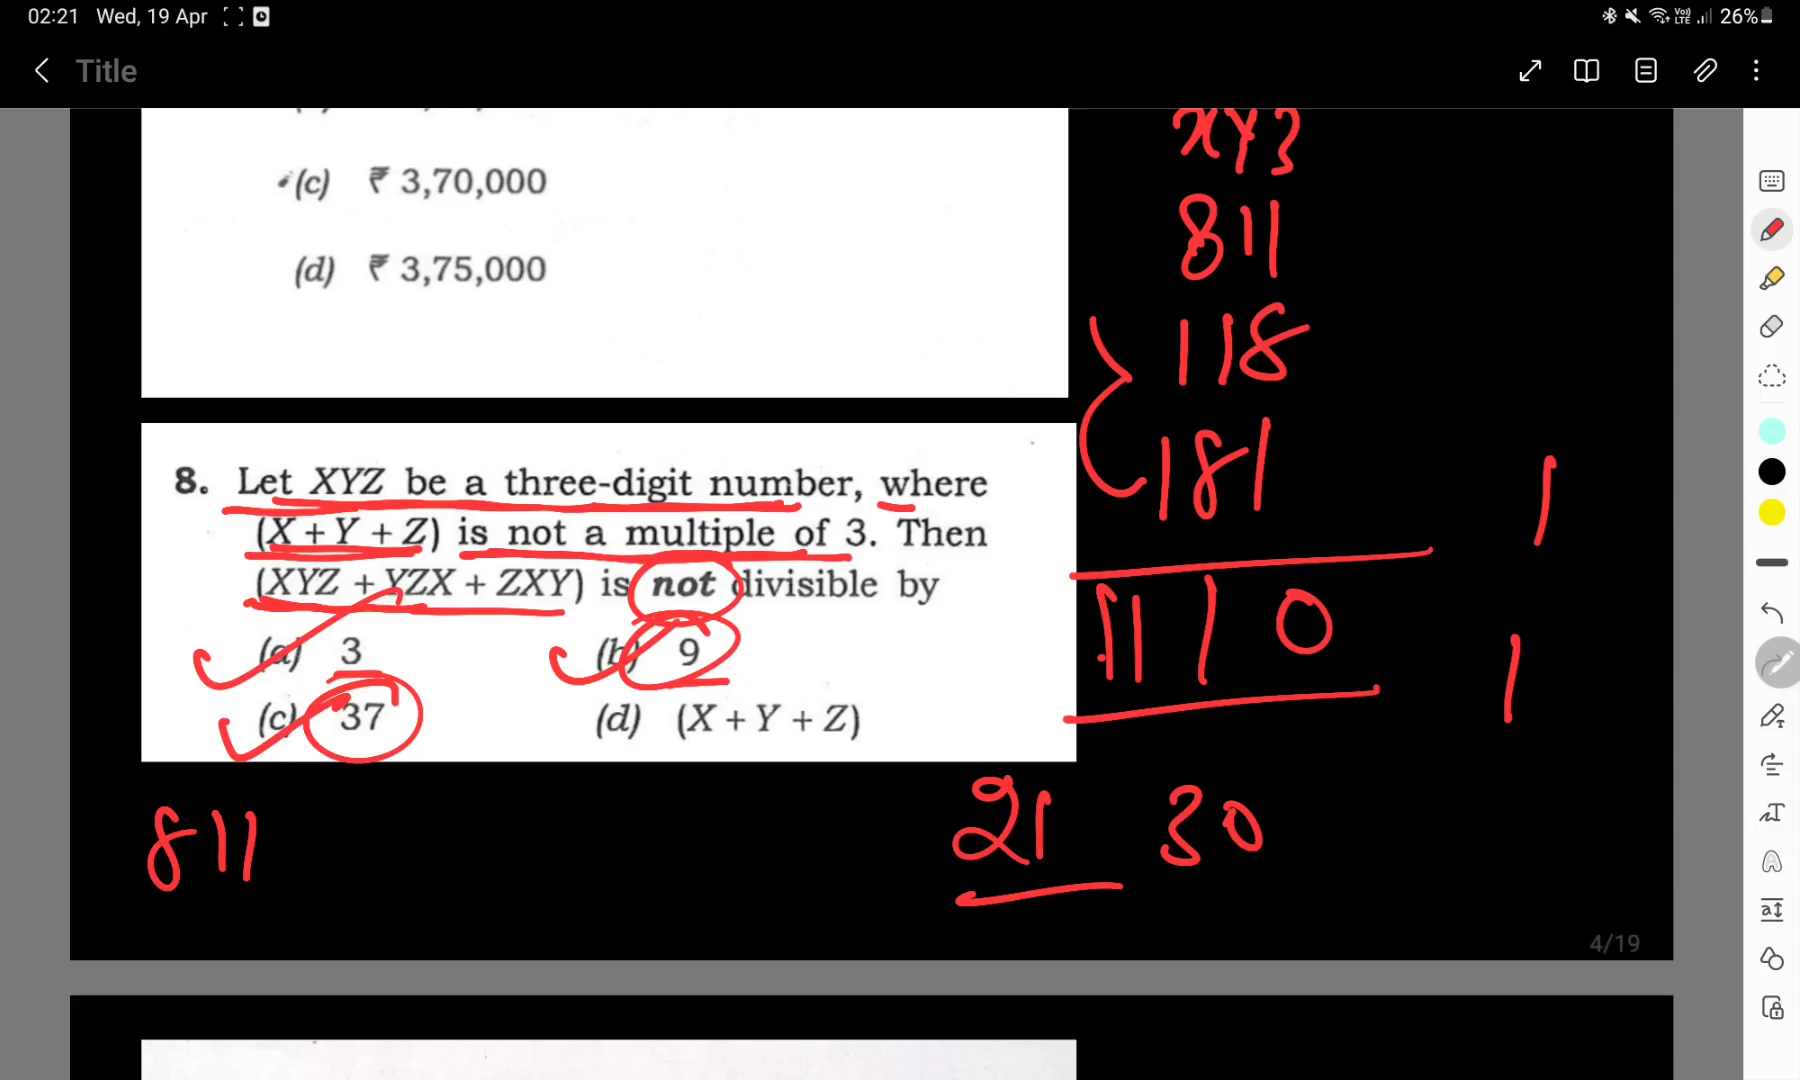 02:21 Wed, 19 Apr
Vo)) LTE 26%
Title
(c) ₹ 3,70,000
(d) ₹ 3,75,000
xyz
811
118
181
1110
1
1
8. Let XYZ be a three-digit number, where
(X + Y + Z) is not a multiple of 3. Then
(XYZ + YZX + ZXY) is not divisible by
(a) 3 (b) 9
(c) 37 (d) (X + Y + Z)
811
21 30
4/19